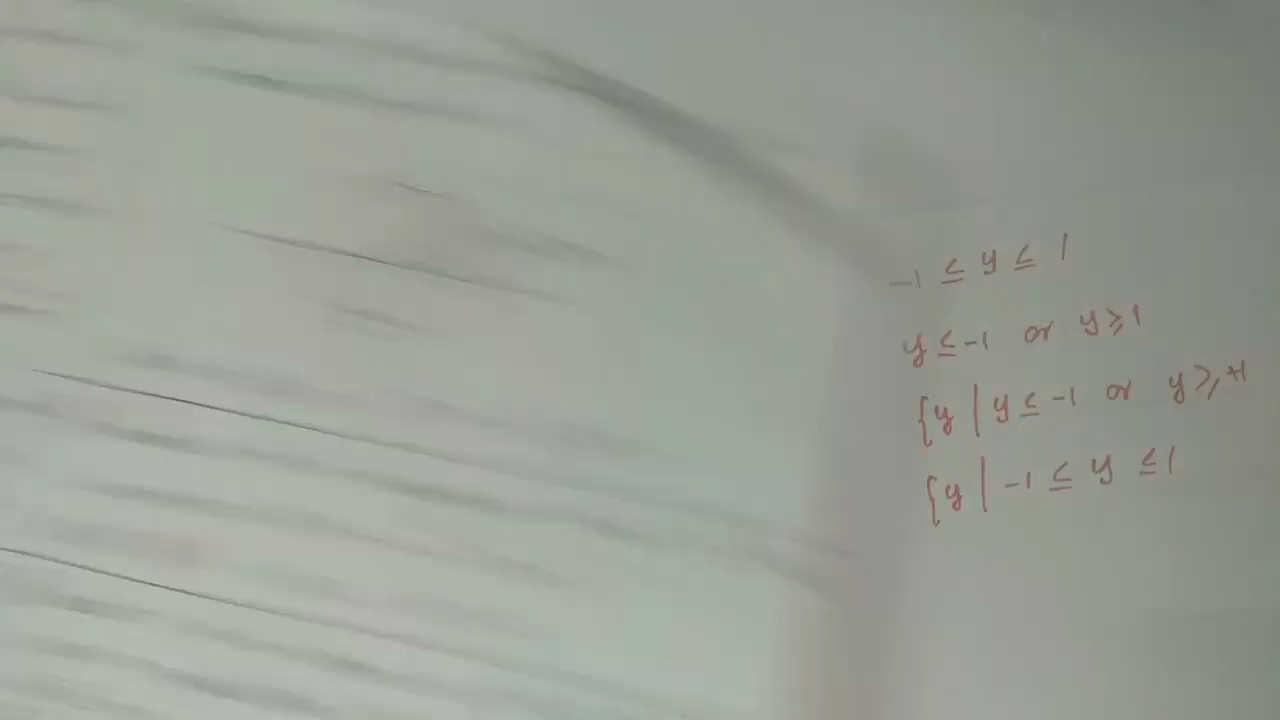 -1 ≤ y ≤ 1
y ≤ -1 or y ≥ 1
{y | y ≤ -1 or y ≥ +1
{y | -1 ≤ y ≤ 1